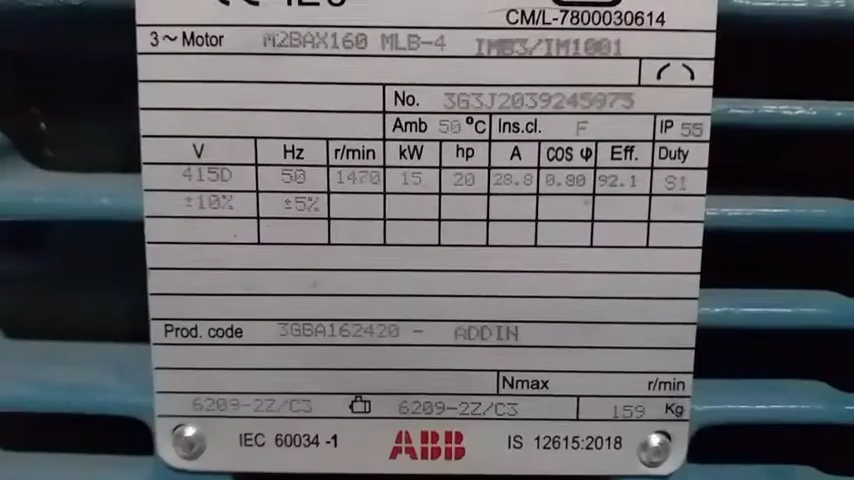 CM/L-7800030614
3~Motor M2BAX160 MLB-4 IMB3/IM1001
No. 3G3J2039245975
Amb 50 °C Ins.cl. F IP 55
V Hz r/min kW hp A COS φ Eff. Duty
415D 50 1470 15 20 28.8 0.80 92.1 S1
±10% ±5%
Prod. code 3GBA162420 - ADDIN
Nmax r/min
6209-2Z/C3 6209-2Z/C3 159 Kg
IEC 60034 -1 ABB IS 12615:2018